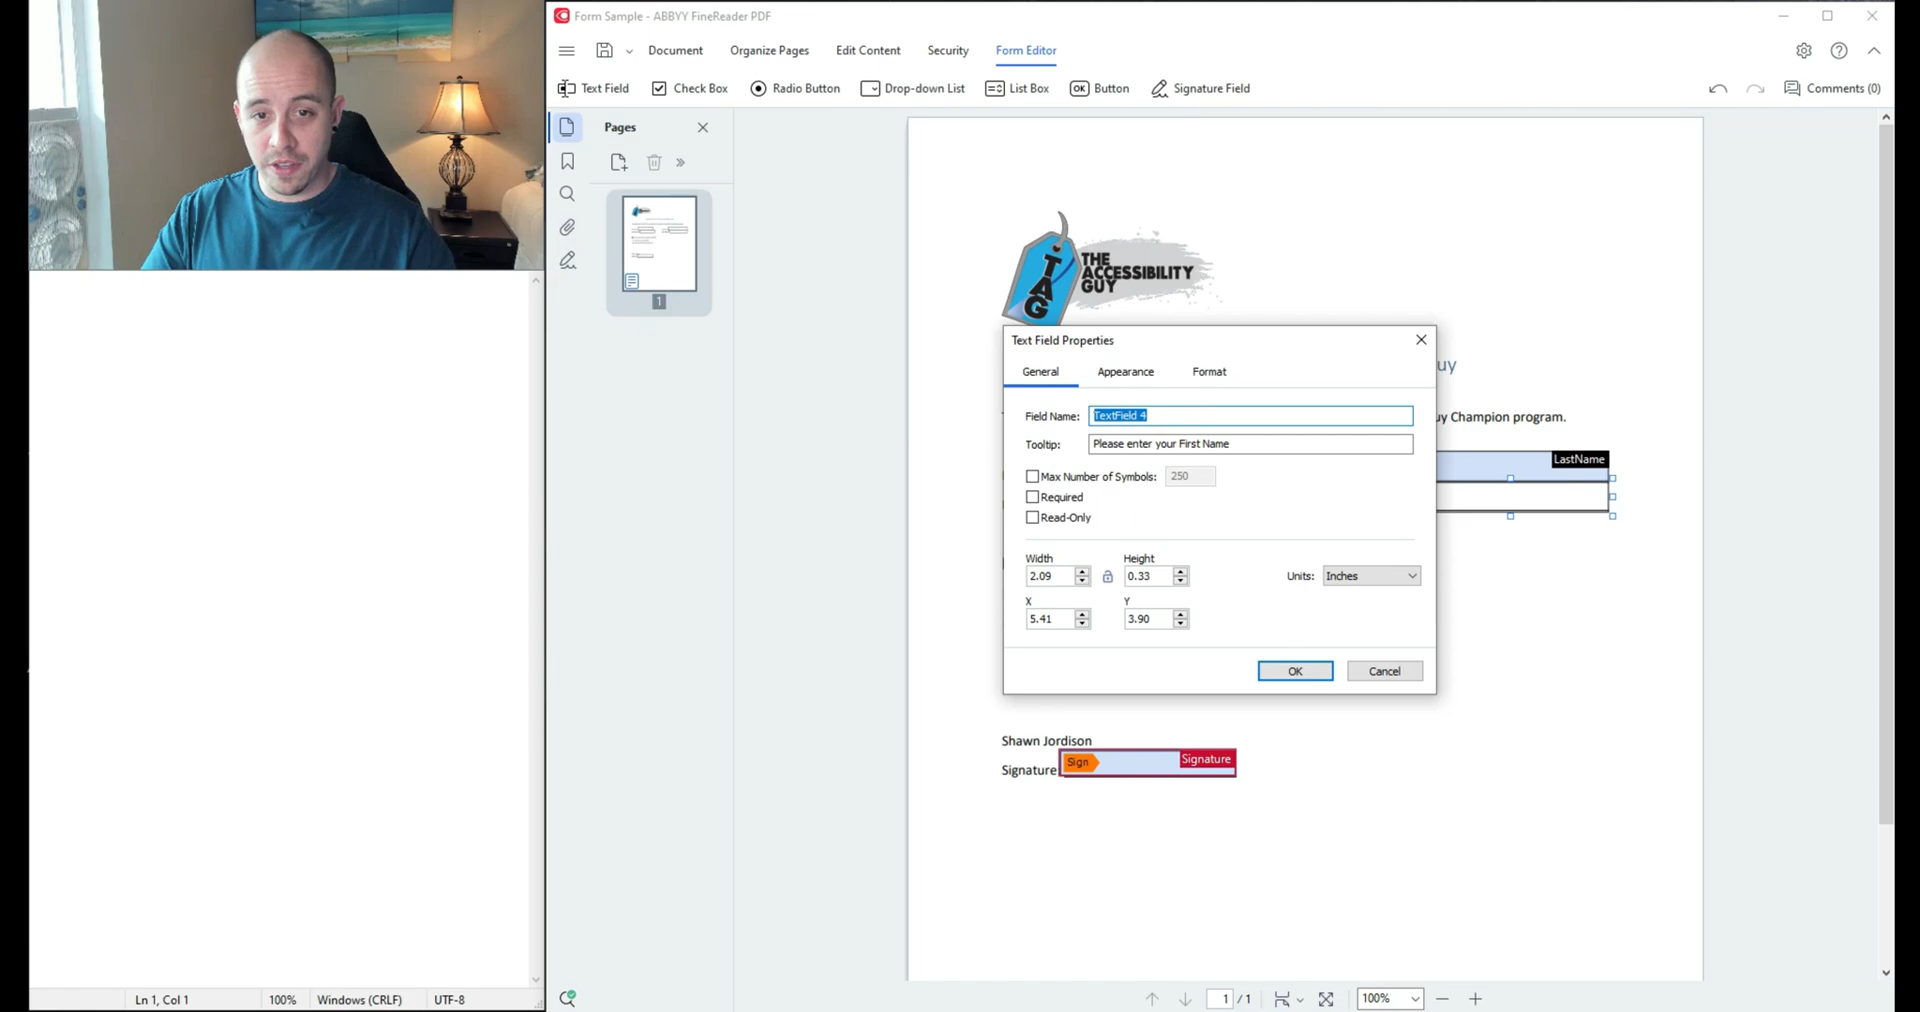 Form Sample - ABBYY FineReader PDF
Document Organize Pages Edit Content Security Form Editor
Text Field Check Box Radio Button Drop-down List List Box OK Button Signature Field Comments (0)
Pages
1
TAG
THE
ACCESSIBILITY
GUY
uy
uy Champion program.
LastName
Text Field Properties
General Appearance Format
Field Name: TextField 4
Tooltip: Please enter your First Name
Max Number of Symbols: 250
Required
Read-Only
Width Height
2.09 0.33 Units: Inches
X Y
5.41 3.90
OK Cancel
Shawn Jordison
Signature Sign Signature
Ln 1, Col 1 100% Windows (CRLF) UTF-8
1 / 1 100%